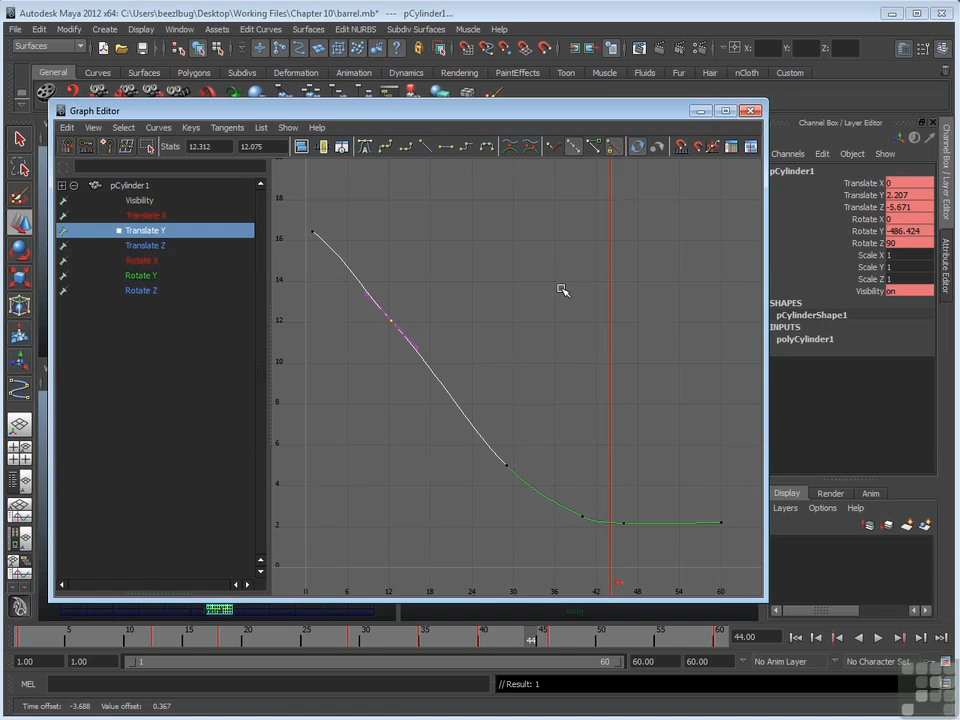 Autodesk Maya 2012 x64: C:\Users\beezlbug\Desktop\Working Files\Chapter 10\barrel.mb* --- pCylinder1...
File Edit Modify Create Display Window Assets Edit Curves Surfaces Edit NURBS Subdiv Surfaces Muscle Help
Surfaces X: Y: Z:
General Curves Surfaces Polygons Subdivs Deformation Animation Dynamics Rendering PaintEffects Toon Muscle Fluids Fur Hair nCloth Custom
Graph Editor
Edit View Select Curves Keys Tangents List Show Help
Stats 12.312 12.075
pCylinder1
Visibility
Translate X
Translate Y
Translate Z
Rotate X
Rotate Y
Rotate Z
18
16
14
12
10
8
6
4
2
0
0 6 12 18 24 30 36 42 48 54 60
44
Channel Box / Layer Editor
Channels Edit Object Show
pCylinder1
Translate X 0
Translate Y 2.207
Translate Z -5.671
Rotate X 0
Rotate Y -486.424
Rotate Z 90
Scale X 1
Scale Y 1
Scale Z 1
Visibility on
SHAPES
pCylinderShape1
INPUTS
polyCylinder1
Channel Box / Layer Editor
Attribute Editor
Display Render Anim
Layers Options Help
5 10 15 20 25 30 35 40 45 50 55 60
44
44.00
1.00 1.00 1 60 60.00 60.00 No Anim Layer No Character Set
MEL // Result: 1
Time offset: -3.688 Value offset: 0.367